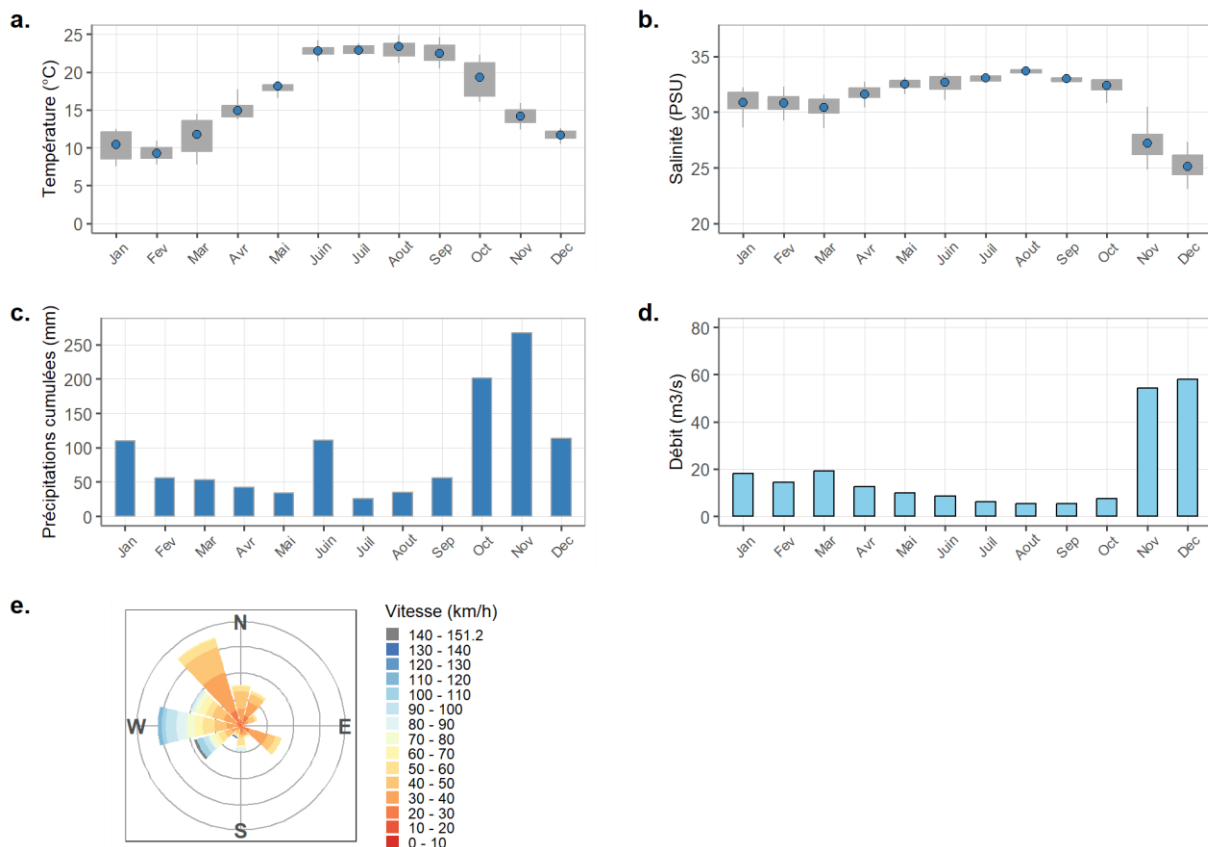 a.
Température (°C)
25
20
15
10
5
0
Jan Fev Mar Avr Mai Juin Juil Aout Sep Oct Nov Dec
b.
Salinité (PSU)
35
30
25
20
Jan Fev Mar Avr Mai Juin Juil Aout Sep Oct Nov Dec
c.
Précipitations cumulées (mm)
250
200
150
100
50
0
Jan Fev Mar Avr Mai Juin Juil Aout Sep Oct Nov Dec
d.
Débit (m3/s)
80
60
40
20
0
Jan Fev Mar Avr Mai Juin Juil Aout Sep Oct Nov Dec
e.
N
W
E
S
Vitesse (km/h)
140 - 151.2
130 - 140
120 - 130
110 - 120
100 - 110
90 - 100
80 - 90
70 - 80
60 - 70
50 - 60
40 - 50
30 - 40
20 - 30
10 - 20
0 - 10